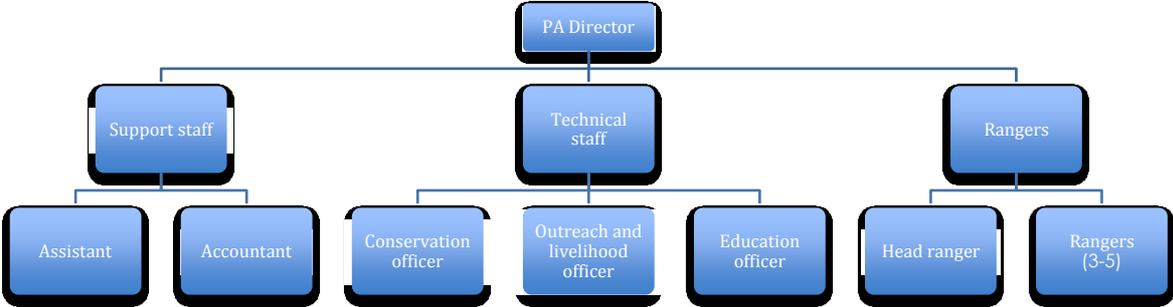 PA Director
Support staff
Technical
staff
Rangers
Assistant
Accountant
Conservation
officer
Outreach and
livelihood
officer
Education
officer
Head ranger
Rangers
(3-5)